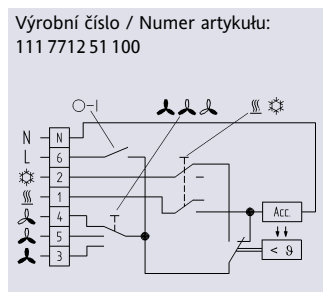 Výrobní číslo / Numer artykułu:
111 7712 51 100
N N
L 6
2
1
4
5
3
Acc.
< ϑ